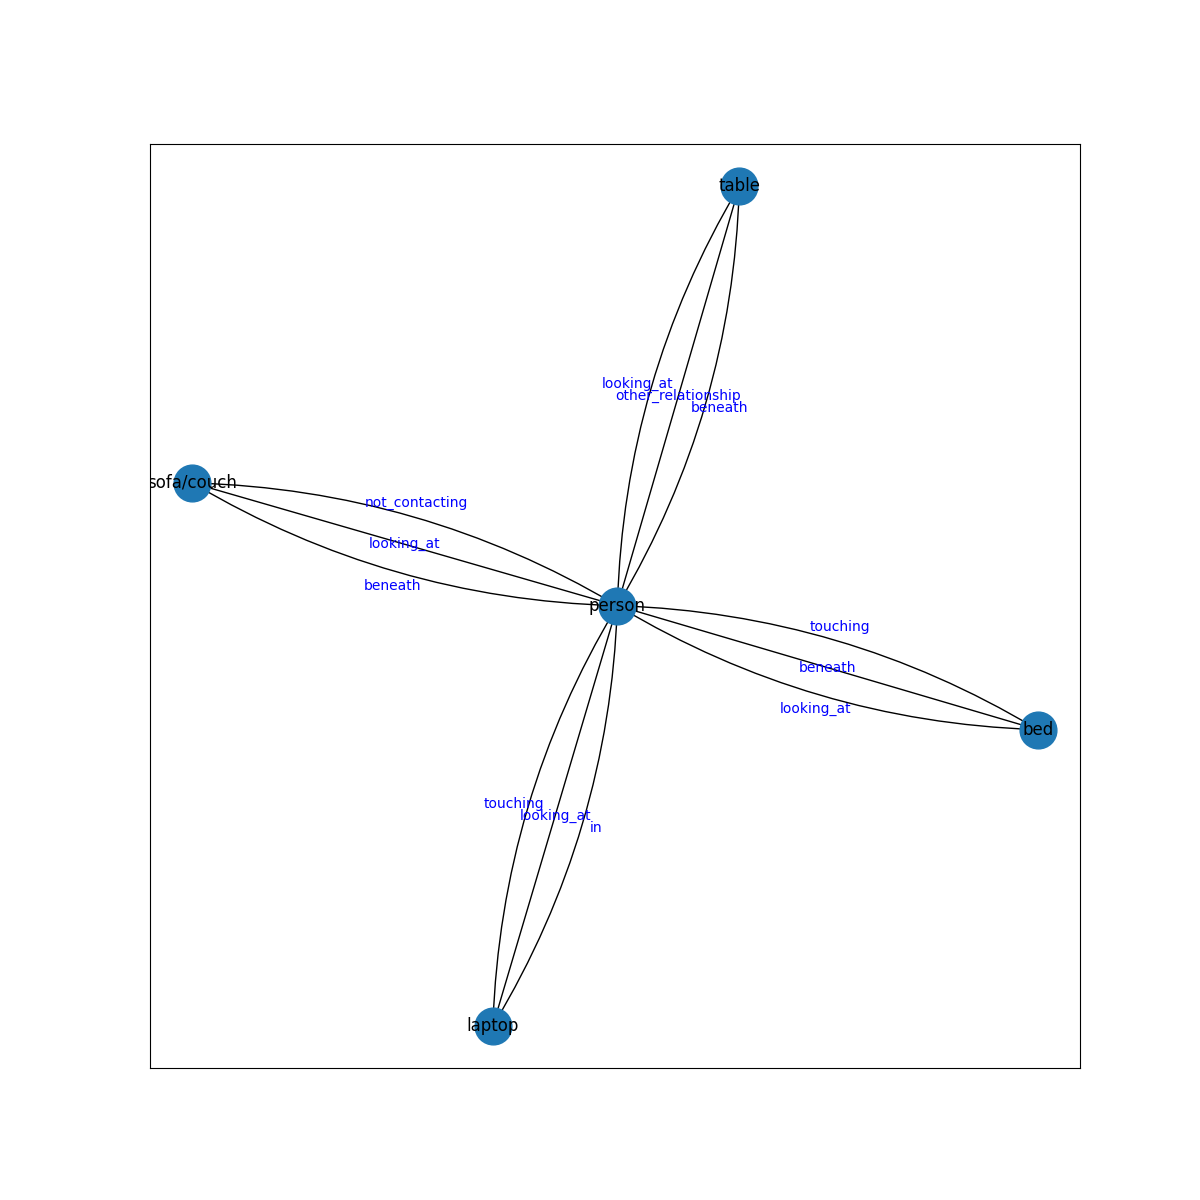 table
looking_at
other_relationship
beneath
sofa/couch
not_contacting
looking_at
beneath
person
touching
beneath
looking_at
bed
touching
looking_at
in
laptop